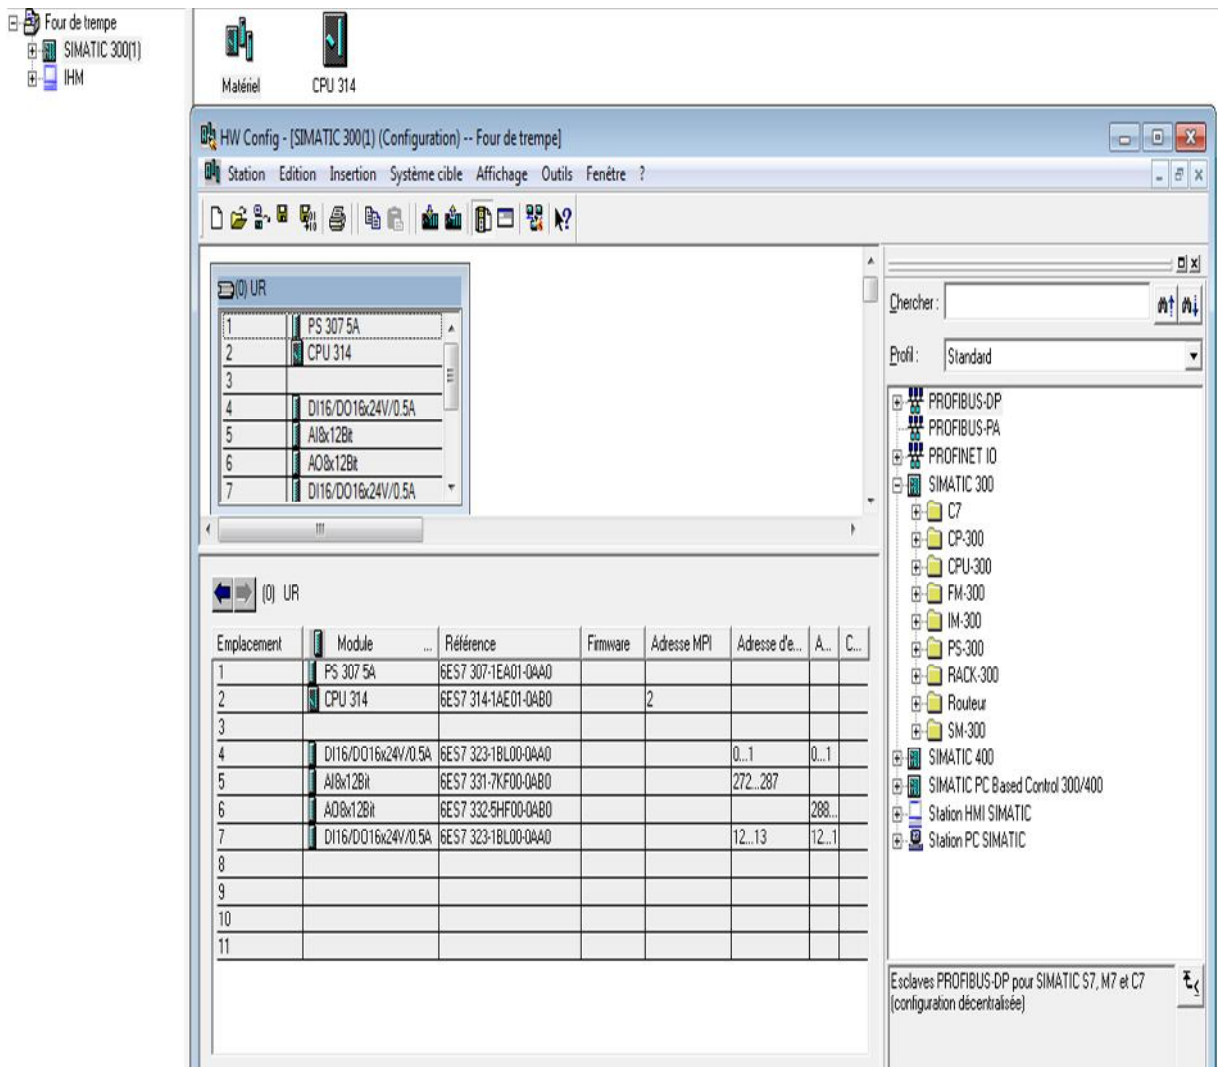 Four de trempe
SIMATIC 300(1)
IHM
Matériel
CPU 314
HW Config - [SIMATIC 300(1) (Configuration) -- Four de trempe]
Station Edition Insertion Système cible Affichage Outils Fenêtre ?
(0) UR
1 PS 307 5A
2 CPU 314
3
4 DI16/DO16x24V/0.5A
5 AI8x12Bit
6 AO8x12Bit
7 DI16/DO16x24V/0.5A
(0) UR
Emplacement Module ... Référence Firmware Adresse MPI Adresse d'e... A... C...
1 PS 307 5A 6ES7 307-1EA01-0AA0
2 CPU 314 6ES7 314-1AE01-0AB0 2
3
4 DI16/DO16x24V/0.5A 6ES7 323-1BL00-0AA0 0...1 0...1
5 AI8x12Bit 6ES7 331-7KF00-0AB0 272...287
6 AO8x12Bit 6ES7 332-5HF00-0AB0 288...
7 DI16/DO16x24V/0.5A 6ES7 323-1BL00-0AA0 12...13 12...1
8
9
10
11
Chercher :
Profil : Standard
PROFIBUS-DP
PROFIBUS-PA
PROFINET IO
SIMATIC 300
C7
CP-300
CPU-300
FM-300
IM-300
PS-300
RACK-300
Routeur
SM-300
SIMATIC 400
SIMATIC PC Based Control 300/400
Station HMI SIMATIC
Station PC SIMATIC
Esclaves PROFIBUS-DP pour SIMATIC S7, M7 et C7
(configuration décentralisée)